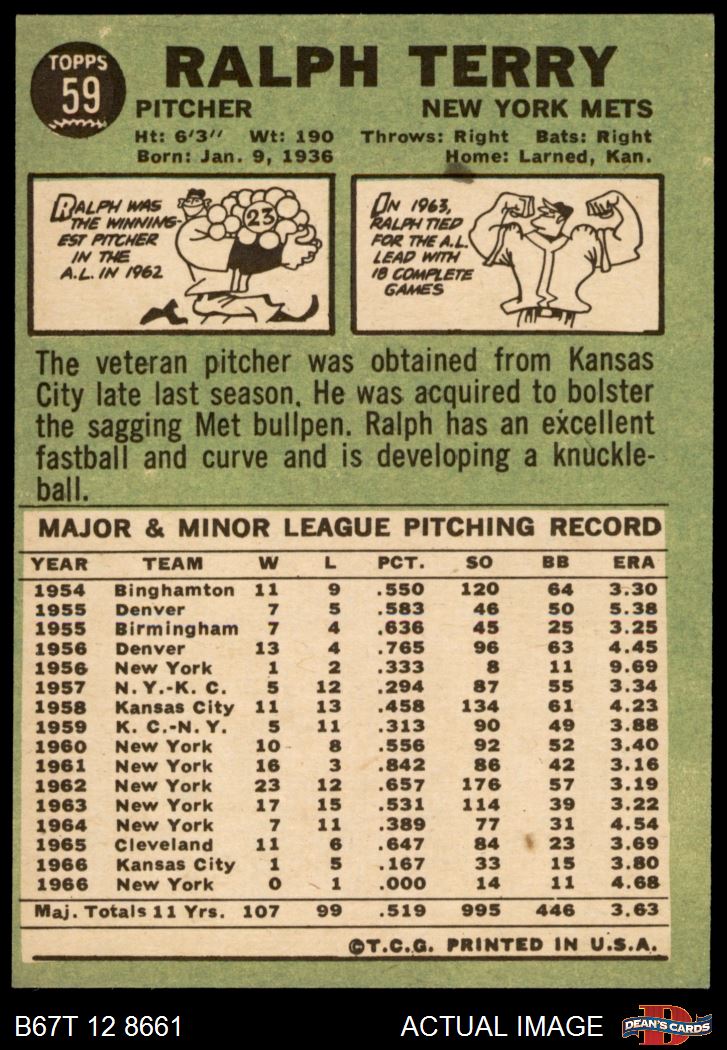 TOPPS
59
RALPH TERRY
PITCHER NEW YORK METS
Ht: 6'3" Wt: 190 Throws: Right Bats: Right
Born: Jan. 9, 1936 Home: Larned, Kan.
RALPH WAS
THE WINNING-
EST PITCHER
IN THE
A.L. IN 1962
23
IN 1963,
RALPH TIED
FOR THE A.L.
LEAD WITH
18 COMPLETE
GAMES
The veteran pitcher was obtained from Kansas
City late last season. He was acquired to bolster
the sagging Met bullpen. Ralph has an excellent
fastball and curve and is developing a knuckle-
ball.
MAJOR & MINOR LEAGUE PITCHING RECORD
YEAR TEAM W L PCT. SO BB ERA
1954 Binghamton 11 9 .550 120 64 3.30
1955 Denver 7 5 .583 46 50 5.38
1955 Birmingham 7 4 .636 45 25 3.25
1956 Denver 13 4 .765 96 63 4.45
1956 New York 1 2 .333 8 11 9.69
1957 N.Y.-K.C. 5 12 .294 87 55 3.34
1958 Kansas City 11 13 .458 134 61 4.23
1959 K.C.-N.Y. 5 11 .313 90 49 3.88
1960 New York 10 8 .556 92 52 3.40
1961 New York 16 3 .842 86 42 3.16
1962 New York 23 12 .657 176 57 3.19
1963 New York 17 15 .531 114 39 3.22
1964 New York 7 11 .389 77 31 4.54
1965 Cleveland 11 6 .647 84 23 3.69
1966 Kansas City 1 5 .167 33 15 3.80
1966 New York 0 1 .000 14 11 4.68
Maj. Totals 11 Yrs. 107 99 .519 995 446 3.63
©T.C.G. PRINTED IN U.S.A.
B67T 12 8661 ACTUAL IMAGE
DEAN'S CARDS